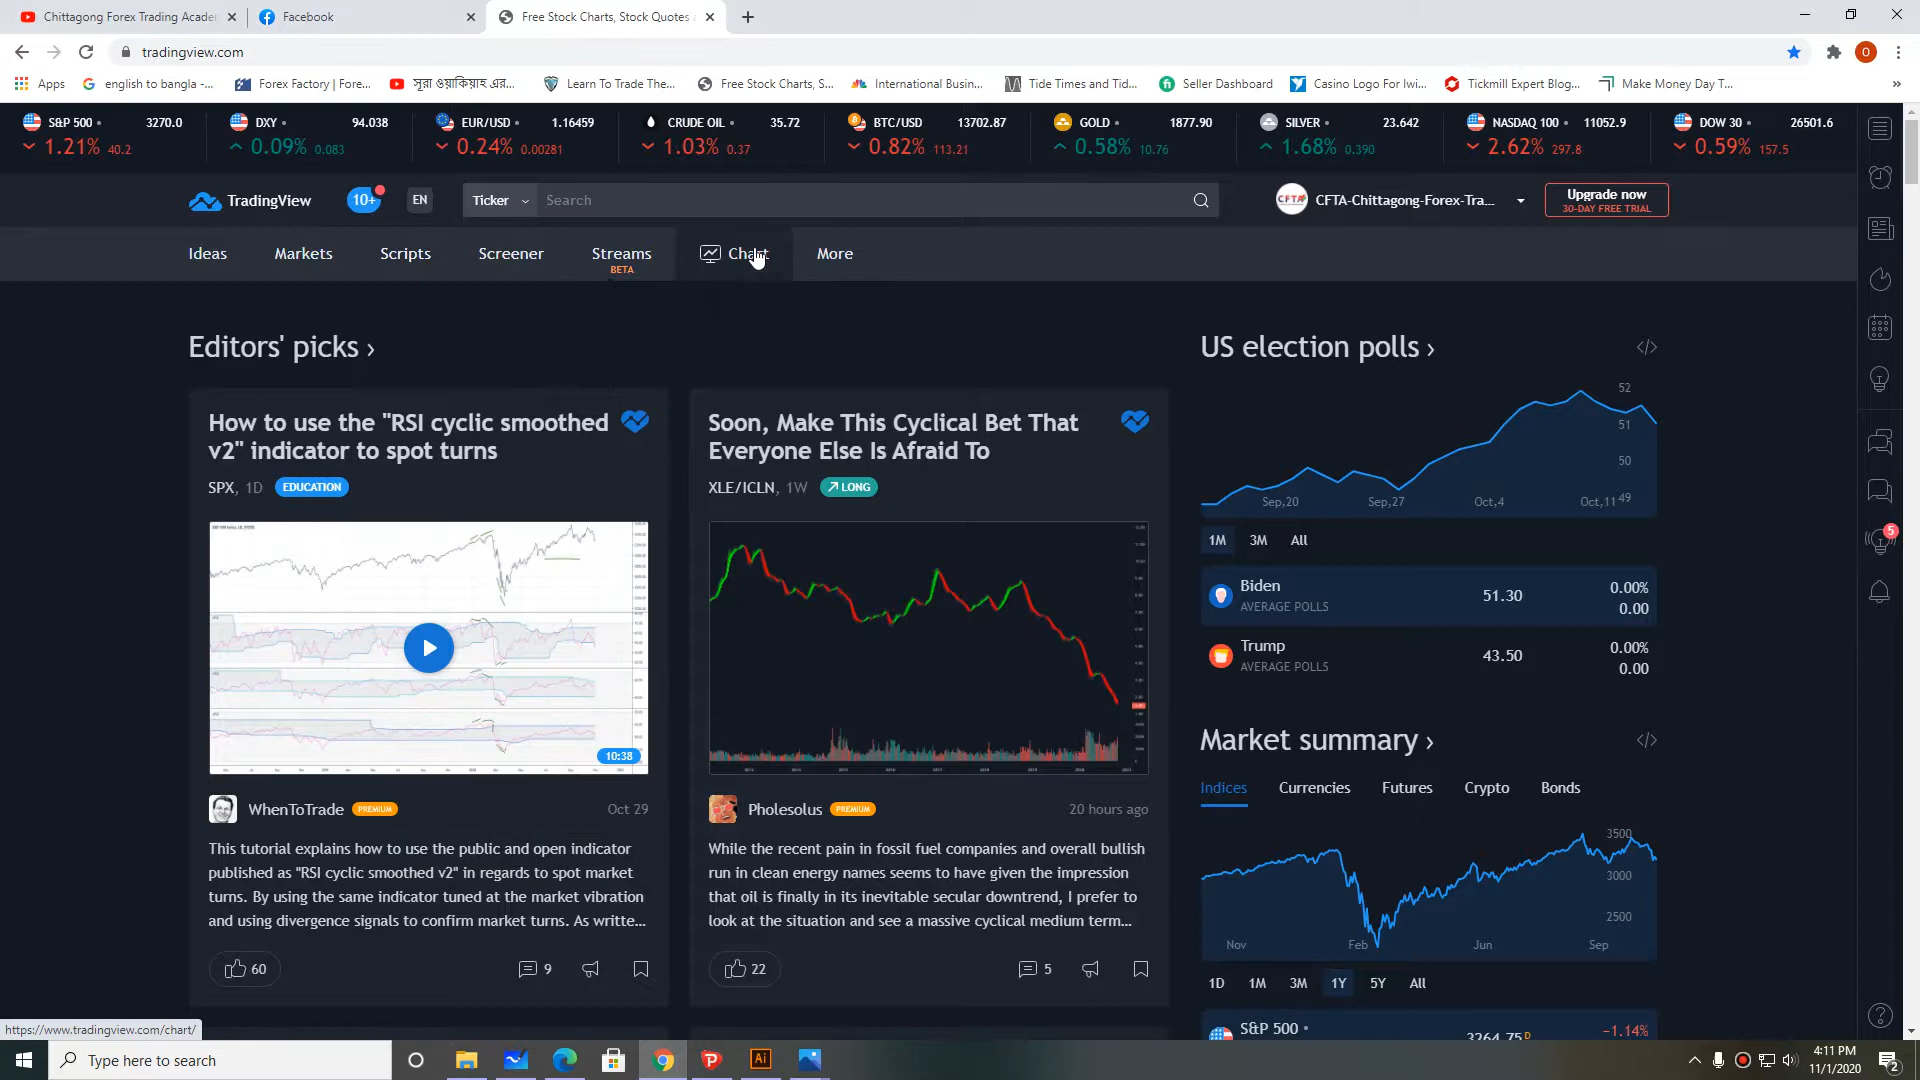 Chittagong Forex Trading Acade
Facebook
Free Stock Charts, Stock Quotes a
tradingview.com
Apps
english to bangla -...
Forex Factory | Fore...
সূরা ওয়াকিয়াহ এর...
Learn To Trade The...
Free Stock Charts, S...
International Busin...
Tide Times and Tid...
Seller Dashboard
Casino Logo For Iwi...
Tickmill Expert Blog...
Make Money Day T...
S&P 500 3270.0
1.21% 40.2
DXY 94.038
0.09% 0.083
EUR/USD 1.16459
0.24% 0.00281
CRUDE OIL 35.72
1.03% 0.37
BTC/USD 13702.87
0.82% 113.21
GOLD 1877.90
0.58% 10.76
SILVER 23.642
1.68% 0.390
NASDAQ 100 11052.9
2.62% 297.8
DOW 30 26501.6
0.59% 157.5
TradingView
10+
EN
Ticker
Search
CFTA
CFTA-Chittagong-Forex-Tra...
Upgrade now
30-DAY FREE TRIAL
Ideas
Markets
Scripts
Screener
Streams
BETA
Chart
More
Editors' picks ›
How to use the "RSI cyclic smoothed
v2" indicator to spot turns
SPX, 1D EDUCATION
10:38
WhenToTrade PREMIUM Oct 29
This tutorial explains how to use the public and open indicator
published as "RSI cyclic smoothed v2" in regards to spot market
turns. By using the same indicator tuned at the market vibration
and using divergence signals to confirm market turns. As writte...
60
9
Soon, Make This Cyclical Bet That
Everyone Else Is Afraid To
XLE/ICLN, 1W LONG
Pholesolus PREMIUM 20 hours ago
While the recent pain in fossil fuel companies and overall bullish
run in clean energy names seems to have given the impression
that oil is finally in its inevitable secular downtrend, I prefer to
look at the situation and see a massive cyclical medium term...
22
5
US election polls ›
52
51
50
49
Sep,20 Sep,27 Oct,4 Oct,11
1M 3M All
Biden 51.30 0.00%
AVERAGE POLLS 0.00
Trump 43.50 0.00%
AVERAGE POLLS 0.00
Market summary ›
Indices Currencies Futures Crypto Bonds
3500
3000
2500
Nov Feb Jun Sep
1D 1M 3M 1Y 5Y All
S&P 500 3264.75D −1.14%
5
https://www.tradingview.com/chart/
Type here to search
Ai
4:11 PM
11/1/2020
2